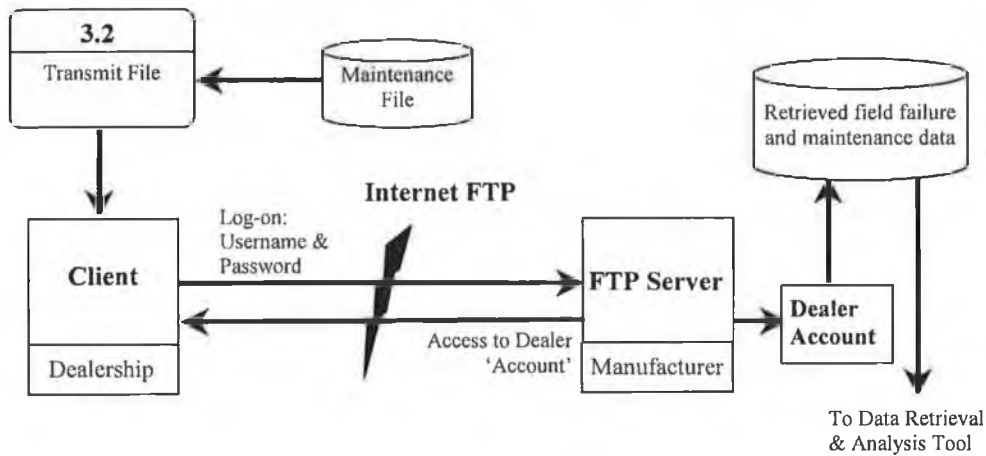 3.2
Transmit File
Maintenance
File
Retrieved field failure
and maintenance data
Internet FTP
Log-on:
Username &
Password
Client
Dealership
FTP Server
Manufacturer
Access to Dealer
‘Account’
Dealer
Account
To Data Retrieval
& Analysis Tool